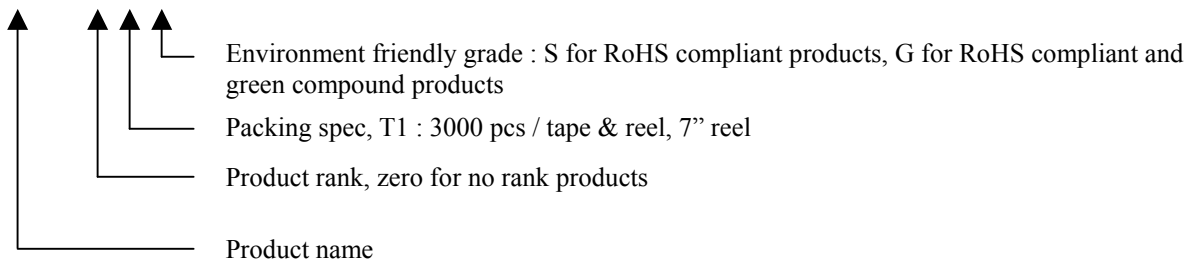 Environment friendly grade : S for RoHS compliant products, G for RoHS compliant and
green compound products
Packing spec, T1 : 3000 pcs / tape & reel, 7” reel
Product rank, zero for no rank products
Product name